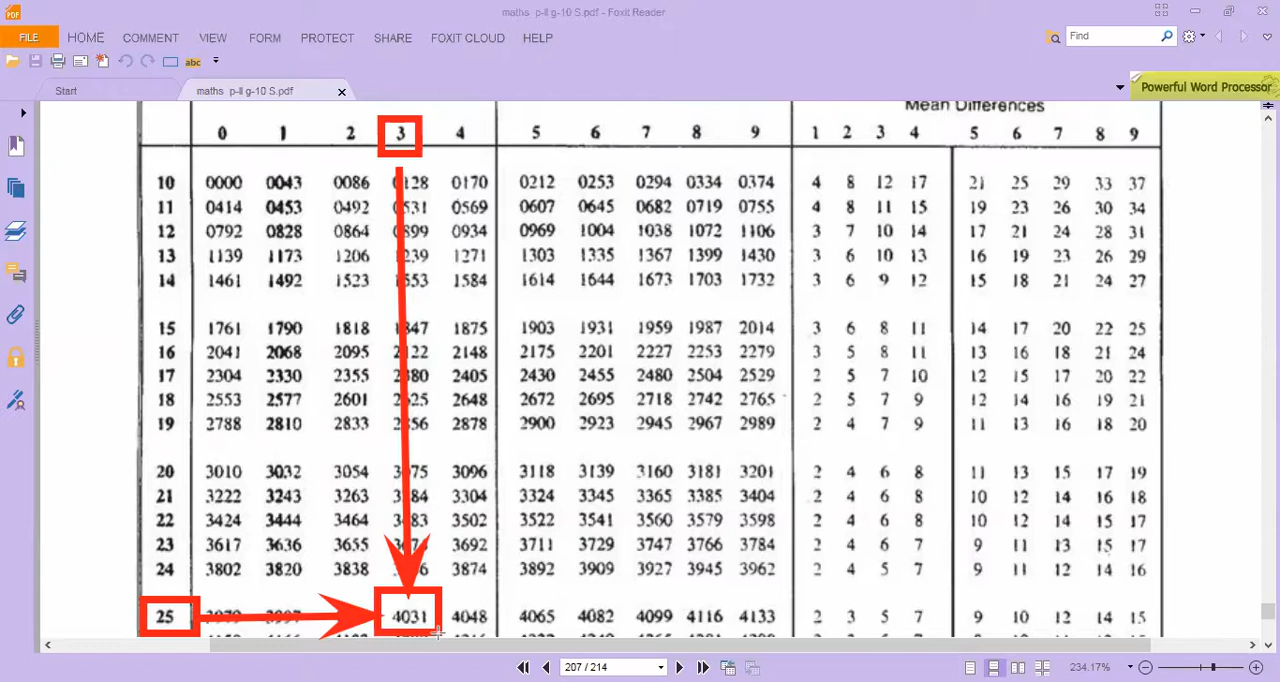 maths p-ll g-10 S.pdf - Foxit Reader
FILE HOME COMMENT VIEW FORM PROTECT SHARE FOXIT CLOUD HELP Find
abc
Start maths p-ll g-10 S.pdf Powerful Word Processor
Mean Differences
0 1 2 3 4 5 6 7 8 9 1 2 3 4 5 6 7 8 9
10 0000 0043 0086 0128 0170 0212 0253 0294 0334 0374 4 8 12 17 21 25 29 33 37
11 0414 0453 0492 0531 0569 0607 0645 0682 0719 0755 4 8 11 15 19 23 26 30 34
12 0792 0828 0864 0899 0934 0969 1004 1038 1072 1106 3 7 10 14 17 21 24 28 31
13 1139 1173 1206 1239 1271 1303 1335 1367 1399 1430 3 6 10 13 16 19 23 26 29
14 1461 1492 1523 1553 1584 1614 1644 1673 1703 1732 3 6 9 12 15 18 21 24 27
15 1761 1790 1818 1847 1875 1903 1931 1959 1987 2014 3 6 8 11 14 17 20 22 25
16 2041 2068 2095 2122 2148 2175 2201 2227 2253 2279 3 5 8 11 13 16 18 21 24
17 2304 2330 2355 2380 2405 2430 2455 2480 2504 2529 2 5 7 10 12 15 17 20 22
18 2553 2577 2601 2625 2648 2672 2695 2718 2742 2765 2 5 7 9 12 14 16 19 21
19 2788 2810 2833 2856 2878 2900 2923 2945 2967 2989 2 4 7 9 11 13 16 18 20
20 3010 3032 3054 3075 3096 3118 3139 3160 3181 3201 2 4 6 8 11 13 15 17 19
21 3222 3243 3263 3284 3304 3324 3345 3365 3385 3404 2 4 6 8 10 12 14 16 18
22 3424 3444 3464 3483 3502 3522 3541 3560 3579 3598 2 4 6 8 10 12 14 15 17
23 3617 3636 3655 3692 3711 3729 3747 3766 3784 2 4 6 7 9 11 13 15 17
24 3802 3820 3838 3874 3892 3909 3927 3945 3962 2 4 5 7 9 11 12 14 16
25 4031 4048 4065 4082 4099 4116 4133 2 3 5 7 9 10 12 14 15
207 / 214 234.17%